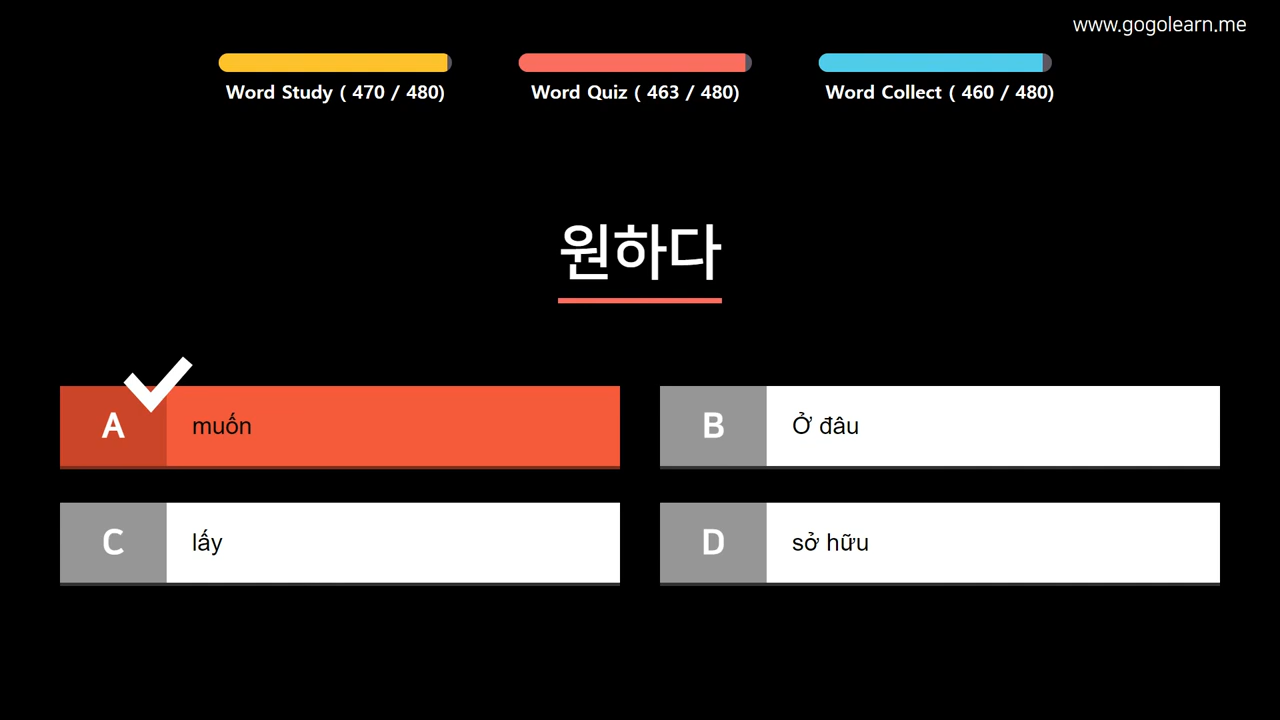 www.gogolearn.me
Word Study ( 470 / 480)
Word Quiz ( 463 / 480)
Word Collect ( 460 / 480)
원하다
A muốn
B Ở đâu
C lấy
D sở hữu